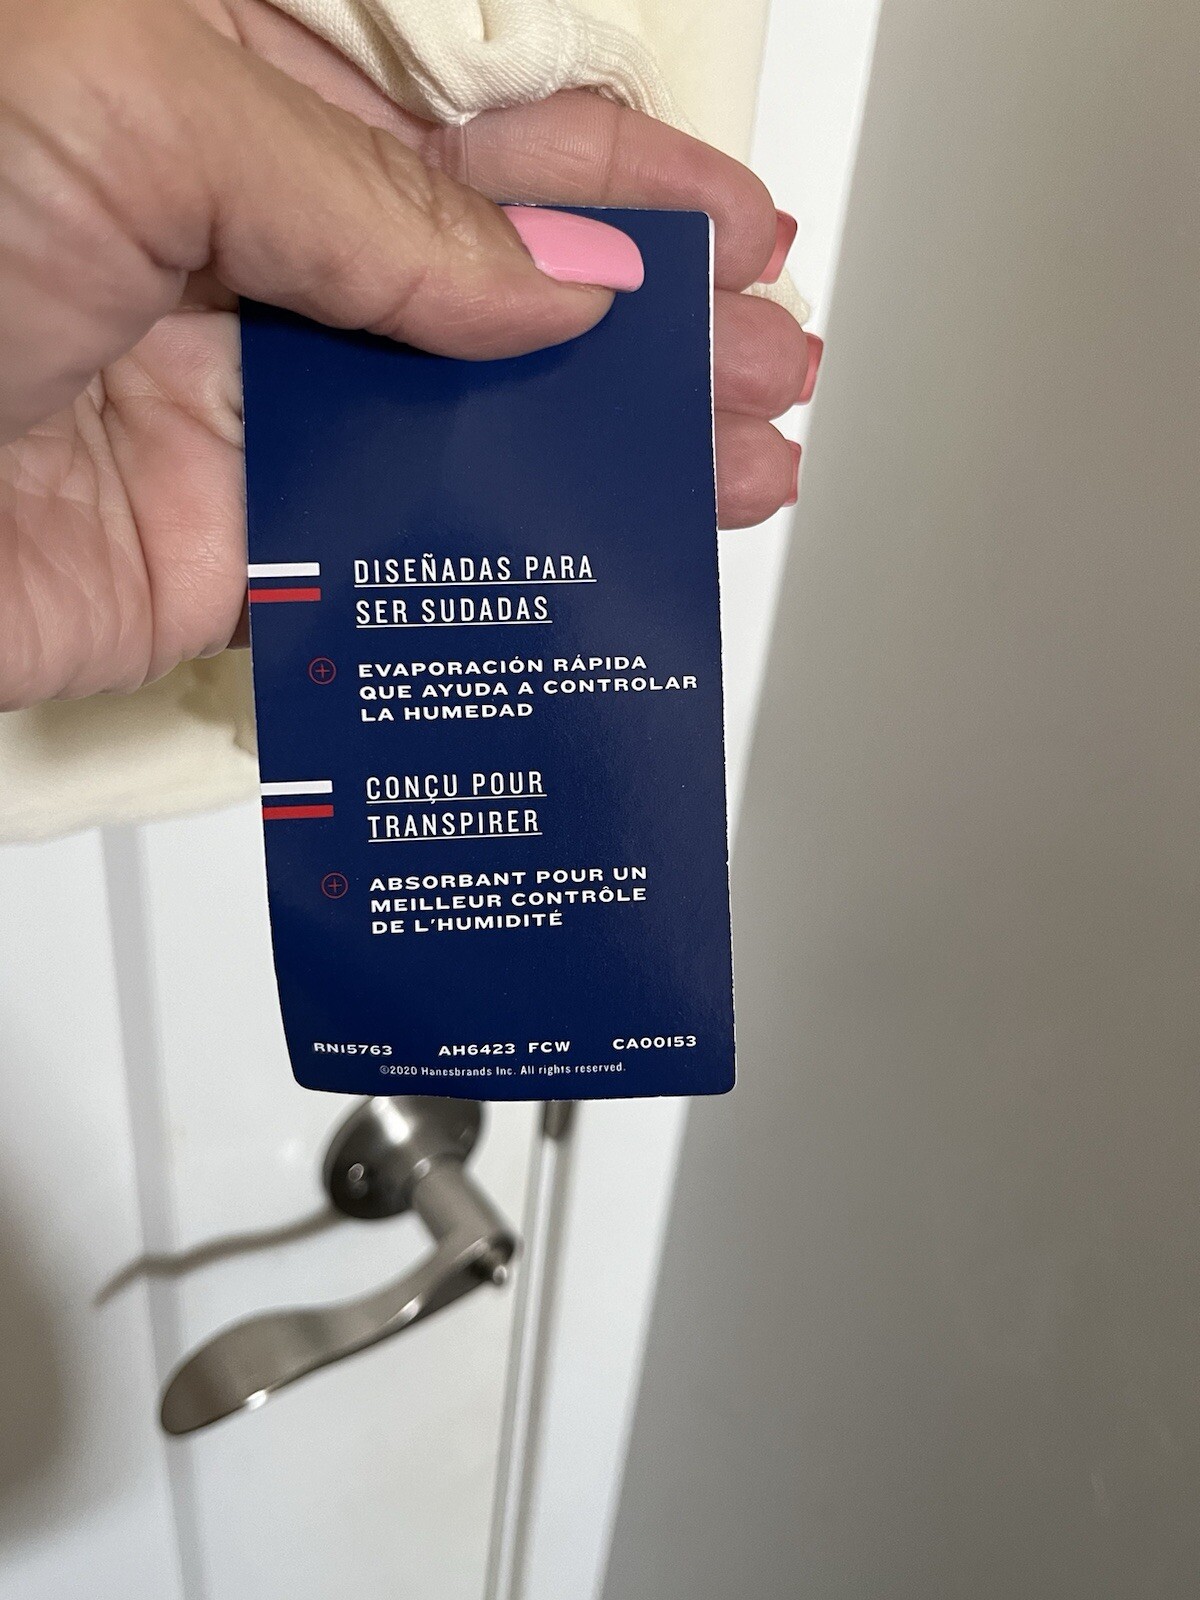 DISEÑADAS PARA
SER SUDADAS
EVAPORACIÓN RÁPIDA
QUE AYUDA A CONTROLAR
LA HUMEDAD
CONÇU POUR
TRANSPIRER
ABSORBANT POUR UN
MEILLEUR CONTRÔLE
DE L'HUMIDITÉ
RN15763 AH6423 FCW CA00153
©2020 Hanesbrands Inc. All rights reserved.